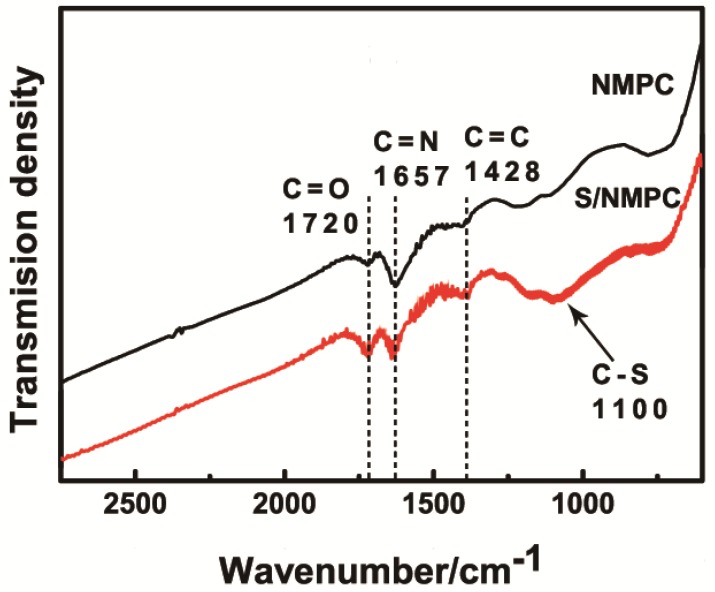 Transmision density
NMPC
C=N
C=C
1657
1428
C=O
1720
S/NMPC
C-S
1100
2500
2000
1500
1000
Wavenumber/cm-1